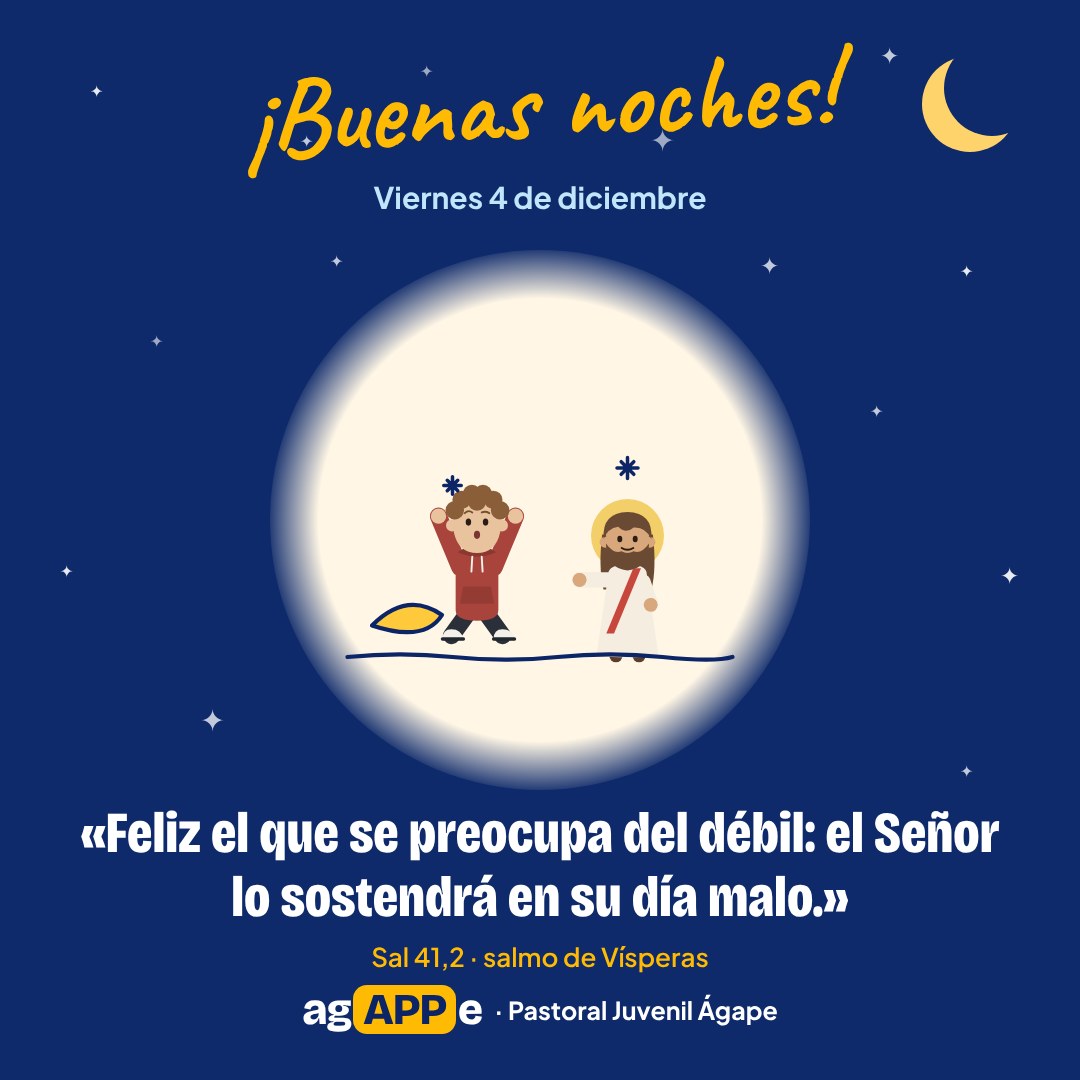 ¡Buenas noches!
Viernes 4 de diciembre
«Feliz el que se preocupa del débil: el Señor
lo sostendrá en su día malo.»
Sal 41,2 · salmo de Vísperas
agAPPe · Pastoral Juvenil Ágape